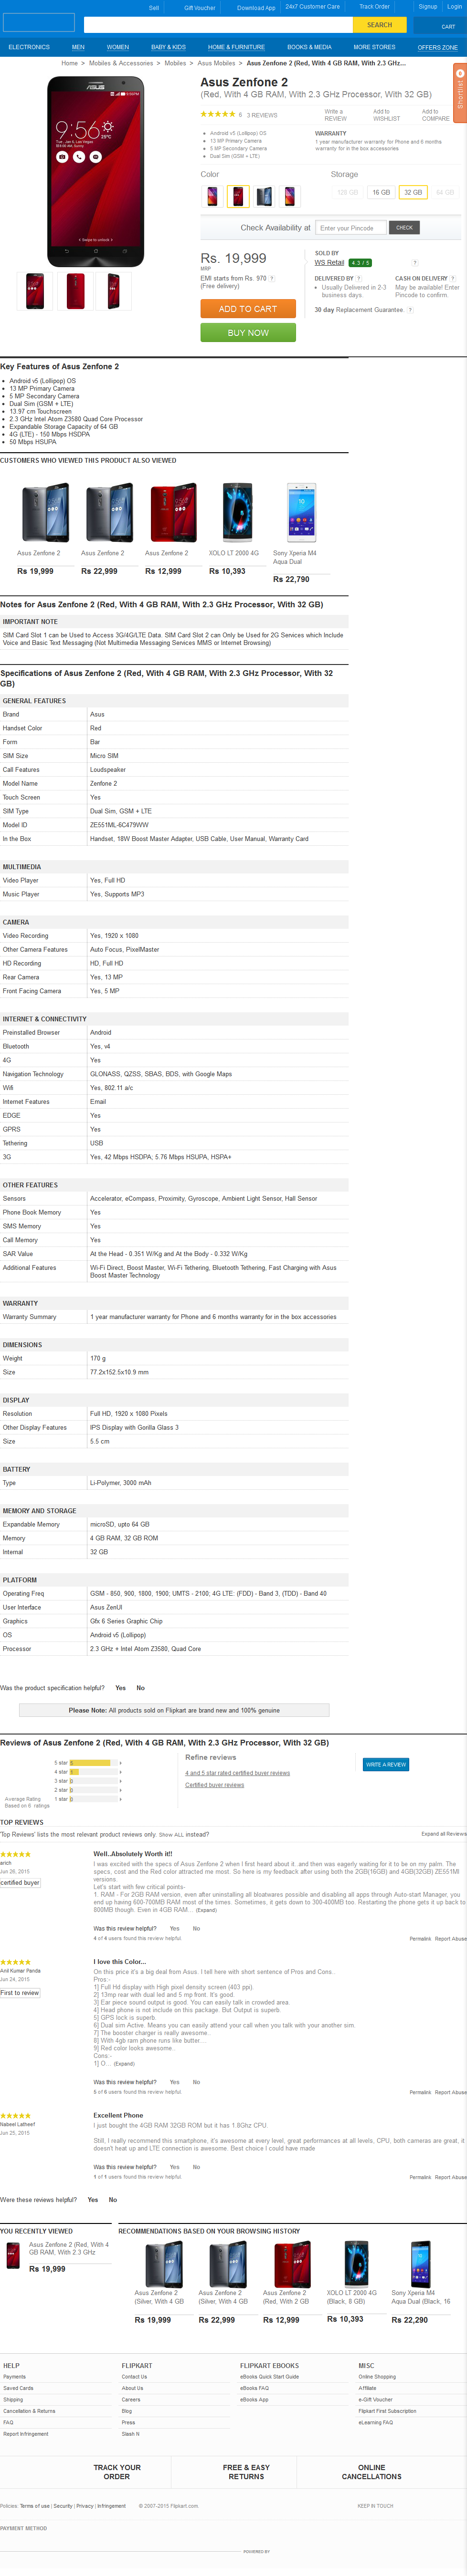 Sell Gift Voucher Download App 24x7 Customer Care Track Order Signup Login
SEARCH
CART
ELECTRONICS MEN WOMEN BABY & KIDS HOME & FURNITURE BOOKS & MEDIA MORE STORES OFFERS ZONE
Home > Mobiles & Accessories > Mobiles > Asus Mobiles > Asus Zenfone 2 (Red, With 4 GB RAM, With 2.3 GHz...
Shortlist 0
Asus Zenfone 2
(Red, With 4 GB RAM, With 2.3 GHz Processor, With 32 GB)
6 3 REVIEWS
Write a REVIEW
Add to WISHLIST
Add to COMPARE
Android v5 (Lollipop) OS
13 MP Primary Camera
5 MP Secondary Camera
Dual Sim (GSM + LTE)
WARRANTY
1 year manufacturer warranty for Phone and 6 months
warranty for in the box accessories
Color
Storage
128 GB 16 GB 32 GB 64 GB
Check Availability at Enter your Pincode CHECK
Rs. 19,999
MRP
EMI starts from Rs. 970 ?
(Free delivery)
ADD TO CART
BUY NOW
SOLD BY
WS Retail 4.3 / 5 ?
DELIVERED BY ?
Usually Delivered in 2-3
business days.
CASH ON DELIVERY ?
May be available! Enter
Pincode to confirm.
30 day Replacement Guarantee. ?
Key Features of Asus Zenfone 2
Android v5 (Lollipop) OS
13 MP Primary Camera
5 MP Secondary Camera
Dual Sim (GSM + LTE)
13.97 cm Touchscreen
2.3 GHz Intel Atom Z3580 Quad Core Processor
Expandable Storage Capacity of 64 GB
4G (LTE) - 150 Mbps HSDPA
50 Mbps HSUPA
CUSTOMERS WHO VIEWED THIS PRODUCT ALSO VIEWED
Asus Zenfone 2 Asus Zenfone 2 Asus Zenfone 2 XOLO LT 2000 4G Sony Xperia M4
Aqua Dual
Rs 19,999 Rs 22,999 Rs 12,999 Rs 10,393 Rs 22,790
Notes for Asus Zenfone 2 (Red, With 4 GB RAM, With 2.3 GHz Processor, With 32 GB)
IMPORTANT NOTE
SIM Card Slot 1 can be Used to Access 3G/4G/LTE Data. SIM Card Slot 2 can Only be Used for 2G Services which Include
Voice and Basic Text Messaging (Not Multimedia Messaging Services MMS or Internet Browsing)
Specifications of Asus Zenfone 2 (Red, With 4 GB RAM, With 2.3 GHz Processor, With 32
GB)
GENERAL FEATURES
Brand Asus
Handset Color Red
Form Bar
SIM Size Micro SIM
Call Features Loudspeaker
Model Name Zenfone 2
Touch Screen Yes
SIM Type Dual Sim, GSM + LTE
Model ID ZE551ML-6C479WW
In the Box Handset, 18W Boost Master Adapter, USB Cable, User Manual, Warranty Card
MULTIMEDIA
Video Player Yes, Full HD
Music Player Yes, Supports MP3
CAMERA
Video Recording Yes, 1920 x 1080
Other Camera Features Auto Focus, PixelMaster
HD Recording HD, Full HD
Rear Camera Yes, 13 MP
Front Facing Camera Yes, 5 MP
INTERNET & CONNECTIVITY
Preinstalled Browser Android
Bluetooth Yes, v4
4G Yes
Navigation Technology GLONASS, QZSS, SBAS, BDS, with Google Maps
Wifi Yes, 802.11 a/c
Internet Features Email
EDGE Yes
GPRS Yes
Tethering USB
3G Yes, 42 Mbps HSDPA; 5.76 Mbps HSUPA, HSPA+
OTHER FEATURES
Sensors Accelerator, eCompass, Proximity, Gyroscope, Ambient Light Sensor, Hall Sensor
Phone Book Memory Yes
SMS Memory Yes
Call Memory Yes
SAR Value At the Head - 0.351 W/Kg and At the Body - 0.332 W/Kg
Additional Features Wi-Fi Direct, Boost Master, Wi-Fi Tethering, Bluetooth Tethering, Fast Charging with Asus
Boost Master Technology
WARRANTY
Warranty Summary 1 year manufacturer warranty for Phone and 6 months warranty for in the box accessories
DIMENSIONS
Weight 170 g
Size 77.2x152.5x10.9 mm
DISPLAY
Resolution Full HD, 1920 x 1080 Pixels
Other Display Features IPS Display with Gorilla Glass 3
Size 5.5 cm
BATTERY
Type Li-Polymer, 3000 mAh
MEMORY AND STORAGE
Expandable Memory microSD, upto 64 GB
Memory 4 GB RAM, 32 GB ROM
Internal 32 GB
PLATFORM
Operating Freq GSM - 850, 900, 1800, 1900; UMTS - 2100; 4G LTE: (FDD) - Band 3, (TDD) - Band 40
User Interface Asus ZenUI
Graphics Gfx 6 Series Graphic Chip
OS Android v5 (Lollipop)
Processor 2.3 GHz + Intel Atom Z3580, Quad Core
Was the product specification helpful? Yes No
Please Note: All products sold on Flipkart are brand new and 100% genuine
Reviews of Asus Zenfone 2 (Red, With 4 GB RAM, With 2.3 GHz Processor, With 32 GB)
5 star 5
4 star 1
3 star 0
2 star 0
1 star 0
Average Rating
Based on 6 ratings
Refine reviews
4 and 5 star rated certified buyer reviews
Certified buyer reviews
WRITE A REVIEW
TOP REVIEWS
'Top Reviews' lists the most relevant product reviews only. Show ALL instead?
Expand all Reviews
arich
Jun 26, 2015
certified buyer
Well..Absolutely Worth it!!
I was excited with the specs of Asus Zenfone 2 when I first heard about it. and then was eagerly waiting for it to be on my palm. The
specs, cost and the Red color attracted me most. So here is my feedback after using both the 2GB(16GB) and 4GB(32GB) ZE551Ml
versions
Let's start with few critical points-
1. RAM - For 2GB RAM version, even after uninstalling all bloatwares possible and disabling all apps through Auto-start Manager, you
end up having 600-700MB RAM most of the times. Sometimes, it gets down to 300-400MB too. Restarting the phone gets it up back to
800MB though. Even in 4GB RAM... (Expand)
Was this review helpful? Yes No
4 of 4 users found this review helpful.
Permalink Report Abuse
Anil Kumar Panda
Jun 24, 2015
First to review
I love this Color...
On this price it's a big deal from Asus. I tell here with short sentence of Pros and Cons..
Pros:-
1] Full Hd display with High pixel density screen (403 ppi).
2] 13mp rear with dual led and 5 mp front. It's good.
3] Ear piece sound output is good. You can easily talk in crowded area.
4] Head phone is not include on this package. But Output is superb.
5] GPS lock is superb.
6] Dual sim Active. Means you can easily attend your call when you talk with your another sim.
7] The booster charger is really awesome..
8] With 4gb ram phone runs like butter....
9] Red color looks awesome..
Cons:-
1] O... (Expand)
Was this review helpful? Yes No
5 of 6 users found this review helpful.
Permalink Report Abuse
Nabeel Latheef
Jun 25, 2015
Excellent Phone
I just bought the 4GB RAM 32GB ROM but it has 1.8Ghz CPU.
Still, I really recommend this smartphone, it's awesome at every level, great performances at all levels, CPU, both cameras are great, it
doesn't heat up and LTE connection is awesome. Best choice I could have made
Was this review helpful? Yes No
1 of 1 users found this review helpful.
Permalink Report Abuse
Were these reviews helpful? Yes No
YOU RECENTLY VIEWED
Asus Zenfone 2 (Red, With 4
GB RAM, With 2.3 GHz
Rs 19,999
RECOMMENDATIONS BASED ON YOUR BROWSING HISTORY
Asus Zenfone 2 Asus Zenfone 2 Asus Zenfone 2 XOLO LT 2000 4G Sony Xperia M4
(Silver, With 4 GB (Silver, With 4 GB (Red, With 2 GB (Black, 8 GB) Aqua Dual (Black, 16
Rs 19,999 Rs 22,999 Rs 12,999 Rs 10,393 Rs 22,290
HELP FLIPKART FLIPKART EBOOKS MISC
Payments Contact Us eBooks Quick Start Guide Online Shopping
Saved Cards About Us eBooks FAQ Affiliate
Shipping Careers eBooks App e-Gift Voucher
Cancellation & Returns Blog Flipkart First Subscription
FAQ Press eLearning FAQ
Report Infringement Slash N
TRACK YOUR ORDER
FREE & EASY RETURNS
ONLINE CANCELLATIONS
Policies: Terms of use | Security | Privacy | Infringement © 2007-2015 Flipkart.com KEEP IN TOUCH
PAYMENT METHOD
POWERED BY